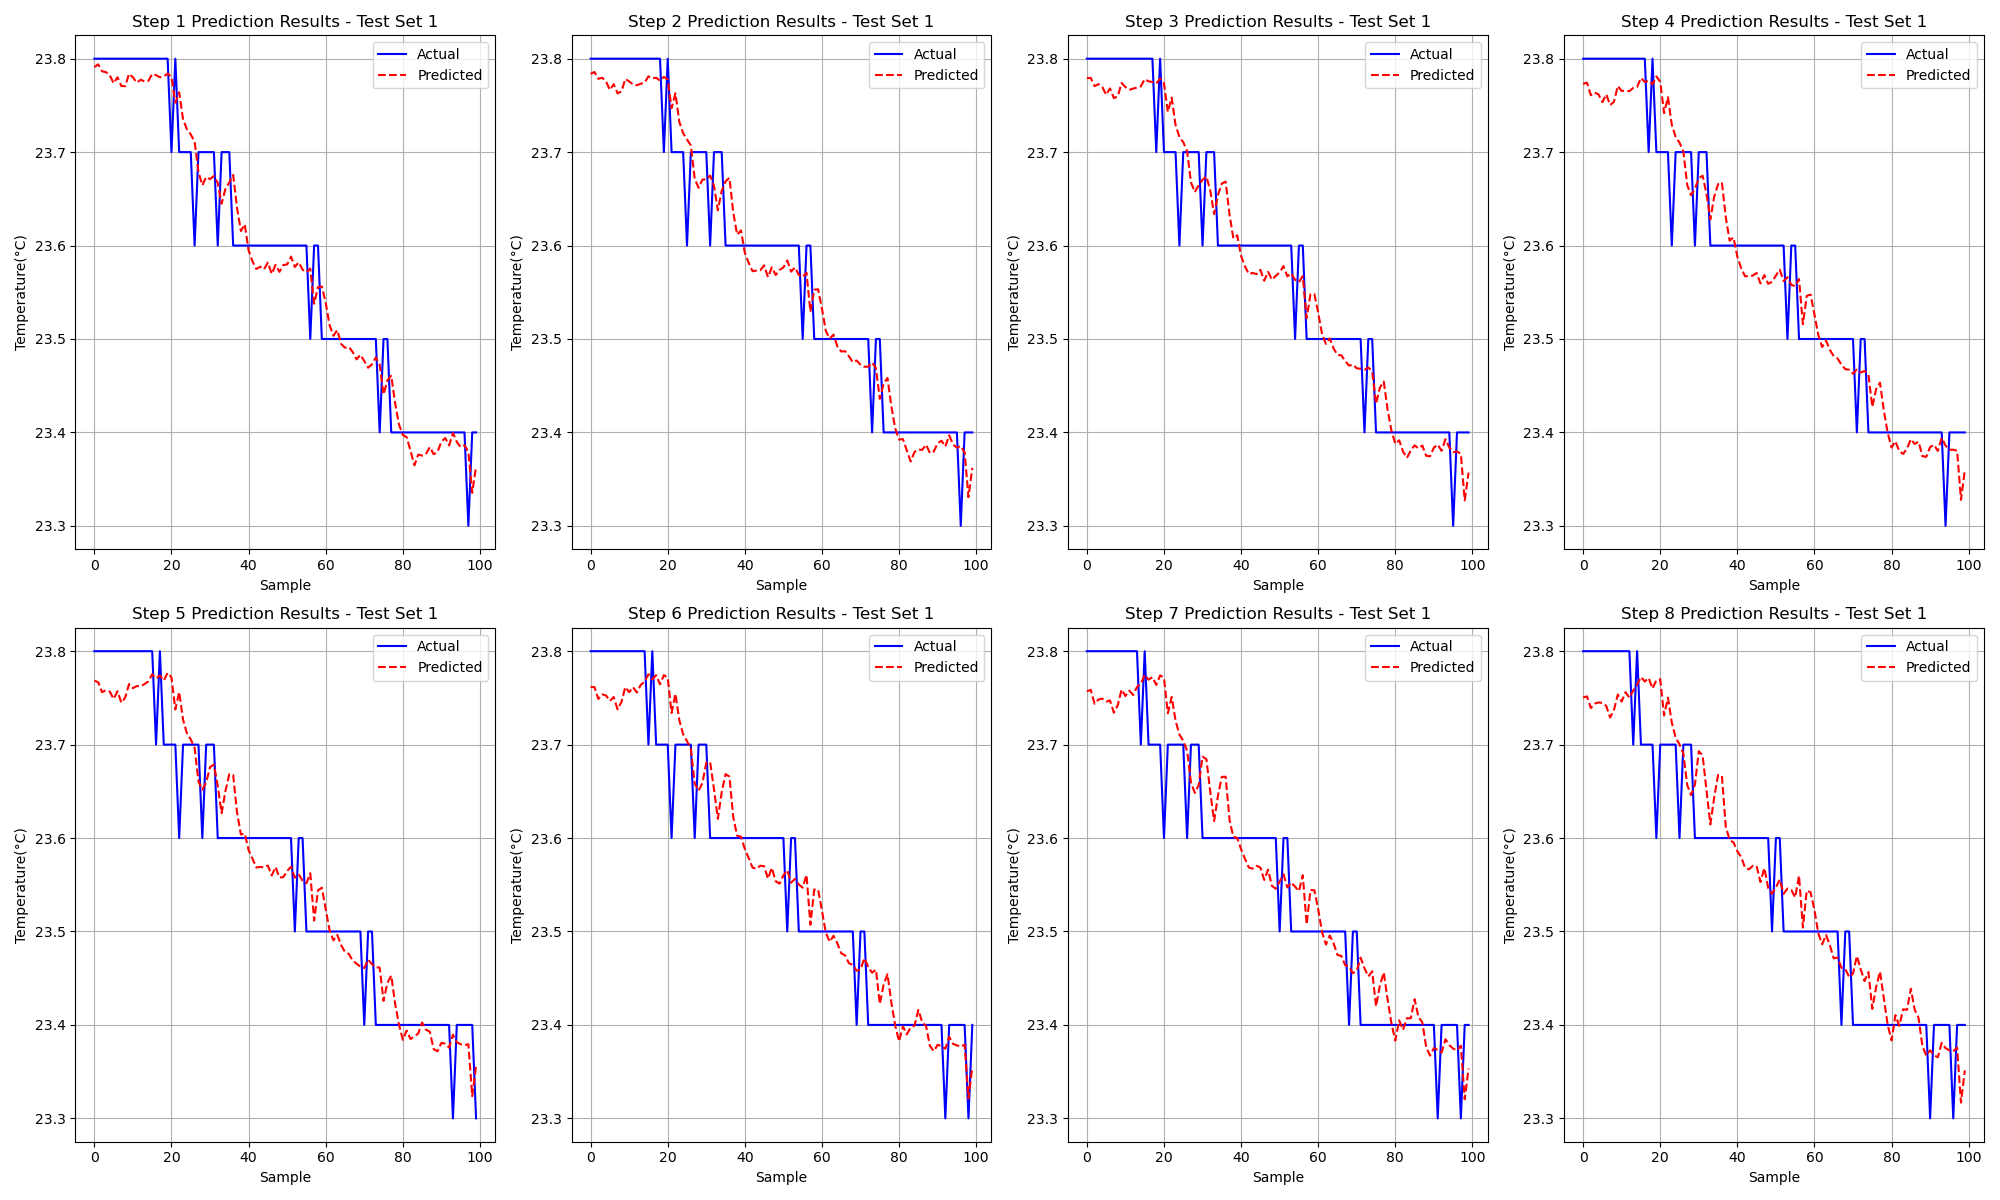 Step 1 Prediction Results - Test Set 1
Actual
Predicted
23.8
23.7
23.6
23.5
23.4
23.3
Temperature(°C)
0 20 40 60 80 100
Sample
Step 2 Prediction Results - Test Set 1
Actual
Predicted
23.8
23.7
23.6
23.5
23.4
23.3
Temperature(°C)
0 20 40 60 80 100
Sample
Step 3 Prediction Results - Test Set 1
Actual
Predicted
23.8
23.7
23.6
23.5
23.4
23.3
Temperature(°C)
0 20 40 60 80 100
Sample
Step 4 Prediction Results - Test Set 1
Actual
Predicted
23.8
23.7
23.6
23.5
23.4
23.3
Temperature(°C)
0 20 40 60 80 100
Sample
Step 5 Prediction Results - Test Set 1
Actual
Predicted
23.8
23.7
23.6
23.5
23.4
23.3
Temperature(°C)
0 20 40 60 80 100
Sample
Step 6 Prediction Results - Test Set 1
Actual
Predicted
23.8
23.7
23.6
23.5
23.4
23.3
Temperature(°C)
0 20 40 60 80 100
Sample
Step 7 Prediction Results - Test Set 1
Actual
Predicted
23.8
23.7
23.6
23.5
23.4
23.3
Temperature(°C)
0 20 40 60 80 100
Sample
Step 8 Prediction Results - Test Set 1
Actual
Predicted
23.8
23.7
23.6
23.5
23.4
23.3
Temperature(°C)
0 20 40 60 80 100
Sample